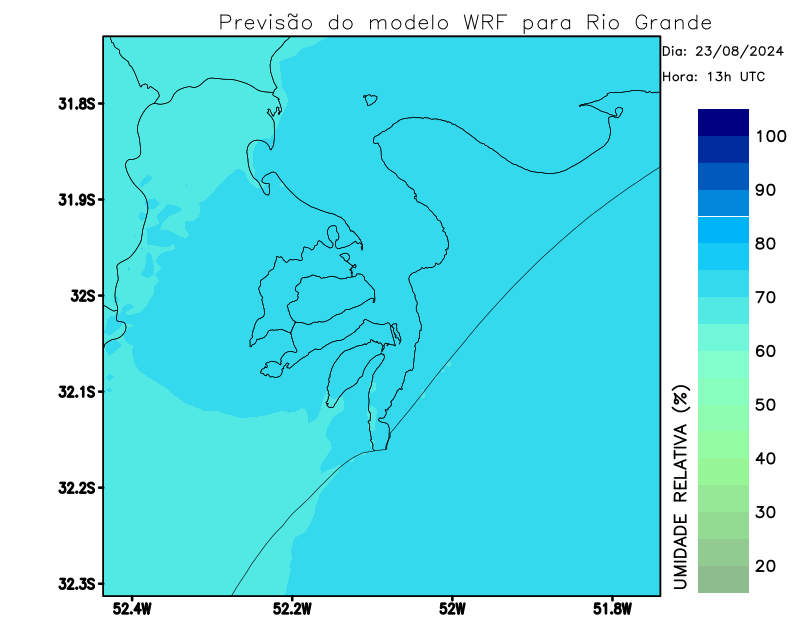 Previsão do modelo WRF para Rio Grande
Dia: 23/08/2024
Hora: 13h UTC
31.8S
31.9S
32S
32.1S
32.2S
32.3S
52.4W
52.2W
52W
51.8W
100
90
80
70
60
50
40
30
20
UMIDADE RELATIVA (%)